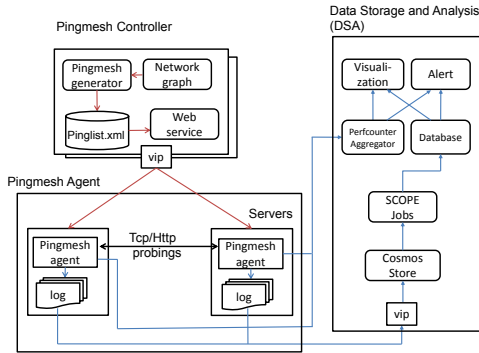 Pingmesh Controller
Pingmesh
generator
Network
graph
Pinglist.xml
Web
service
vip
Pingmesh Agent
Servers
Pingmesh
agent
log
Tcp/Http
probings
Pingmesh
agent
log
Data Storage and Analysis
(DSA)
Visuali-
zation
Alert
Perfcounter
Aggregator
Database
SCOPE
Jobs
Cosmos
Store
vip